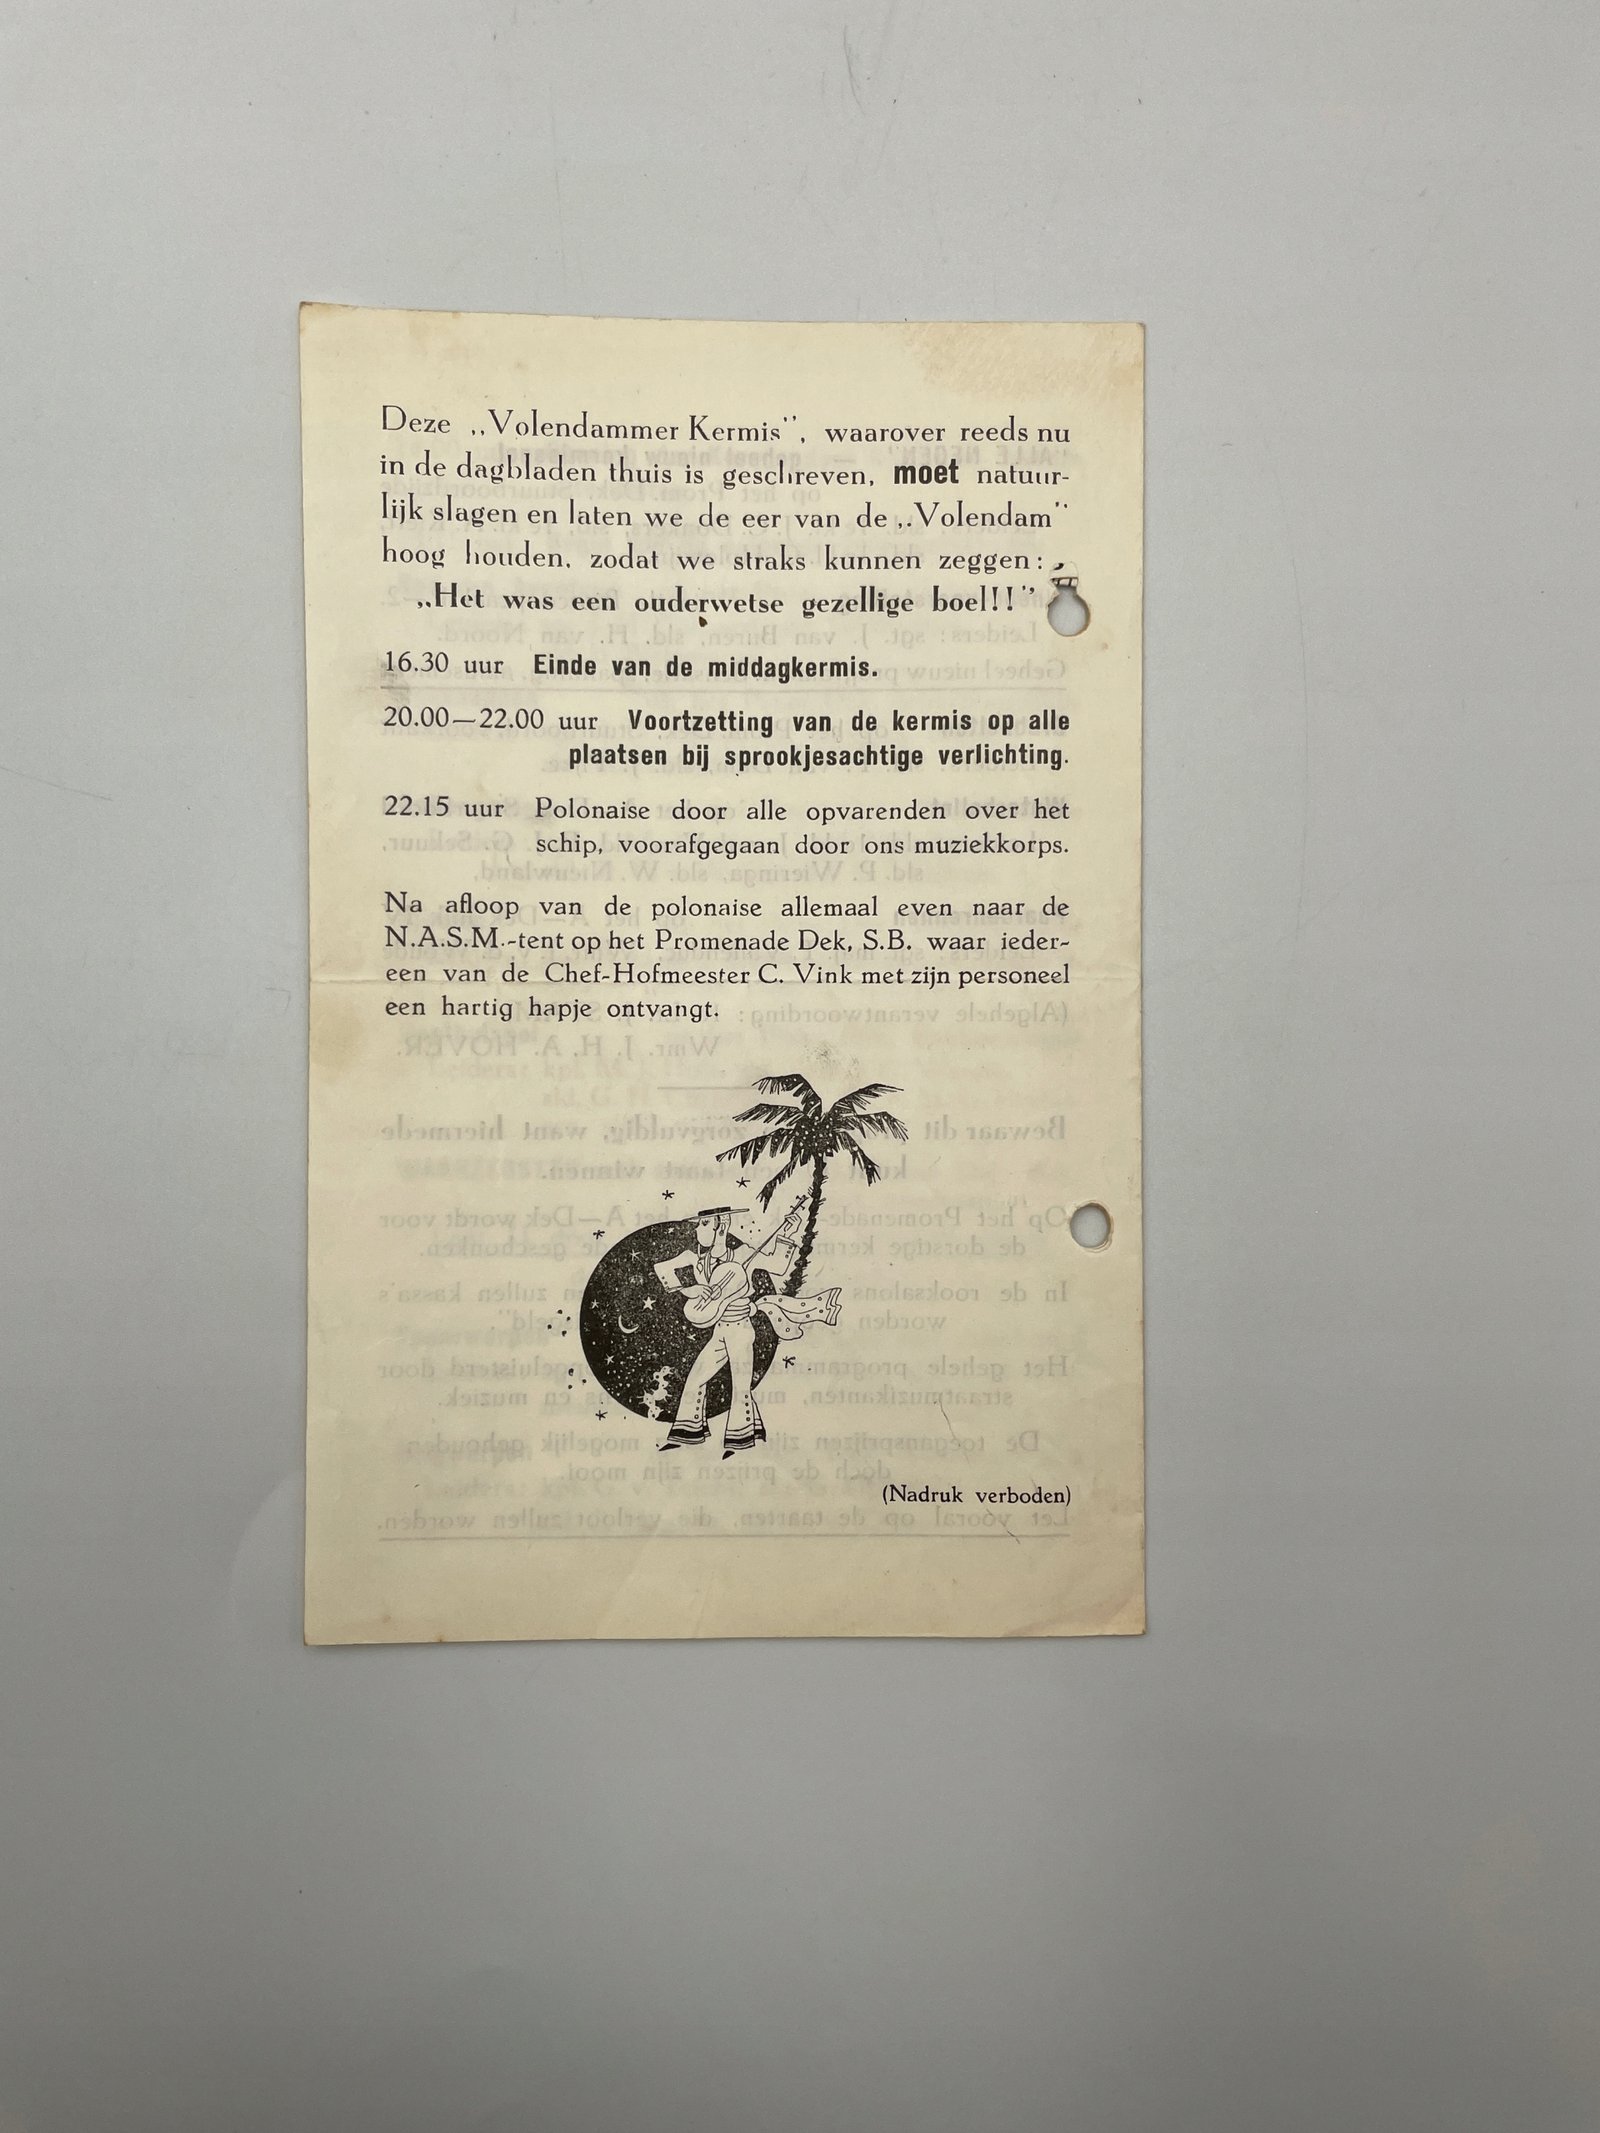 Deze ,,Volendammer Kermis'', waarover reeds nu
in de dagbladen thuis is geschreven, moet natuur-
lijk slagen en laten we de eer van de ,,Volendam''
hoog houden, zodat we straks kunnen zeggen:
,,Het was een ouderwetse gezellige boel!!''
16.30 uur Einde van de middagkermis.
20.00—22.00 uur Voortzetting van de kermis op alle
plaatsen bij sprookjesachtige verlichting.
22.15 uur Polonaise door alle opvarenden over het
schip, voorafgegaan door ons muziekkorps.
Na afloop van de polonaise allemaal even naar de
N.A.S.M.-tent op het Promenade Dek, S.B. waar ieder-
een van de Chef-Hofmeester C. Vink met zijn personeel
een hartig hapje ontvangt.
(Nadruk verboden)